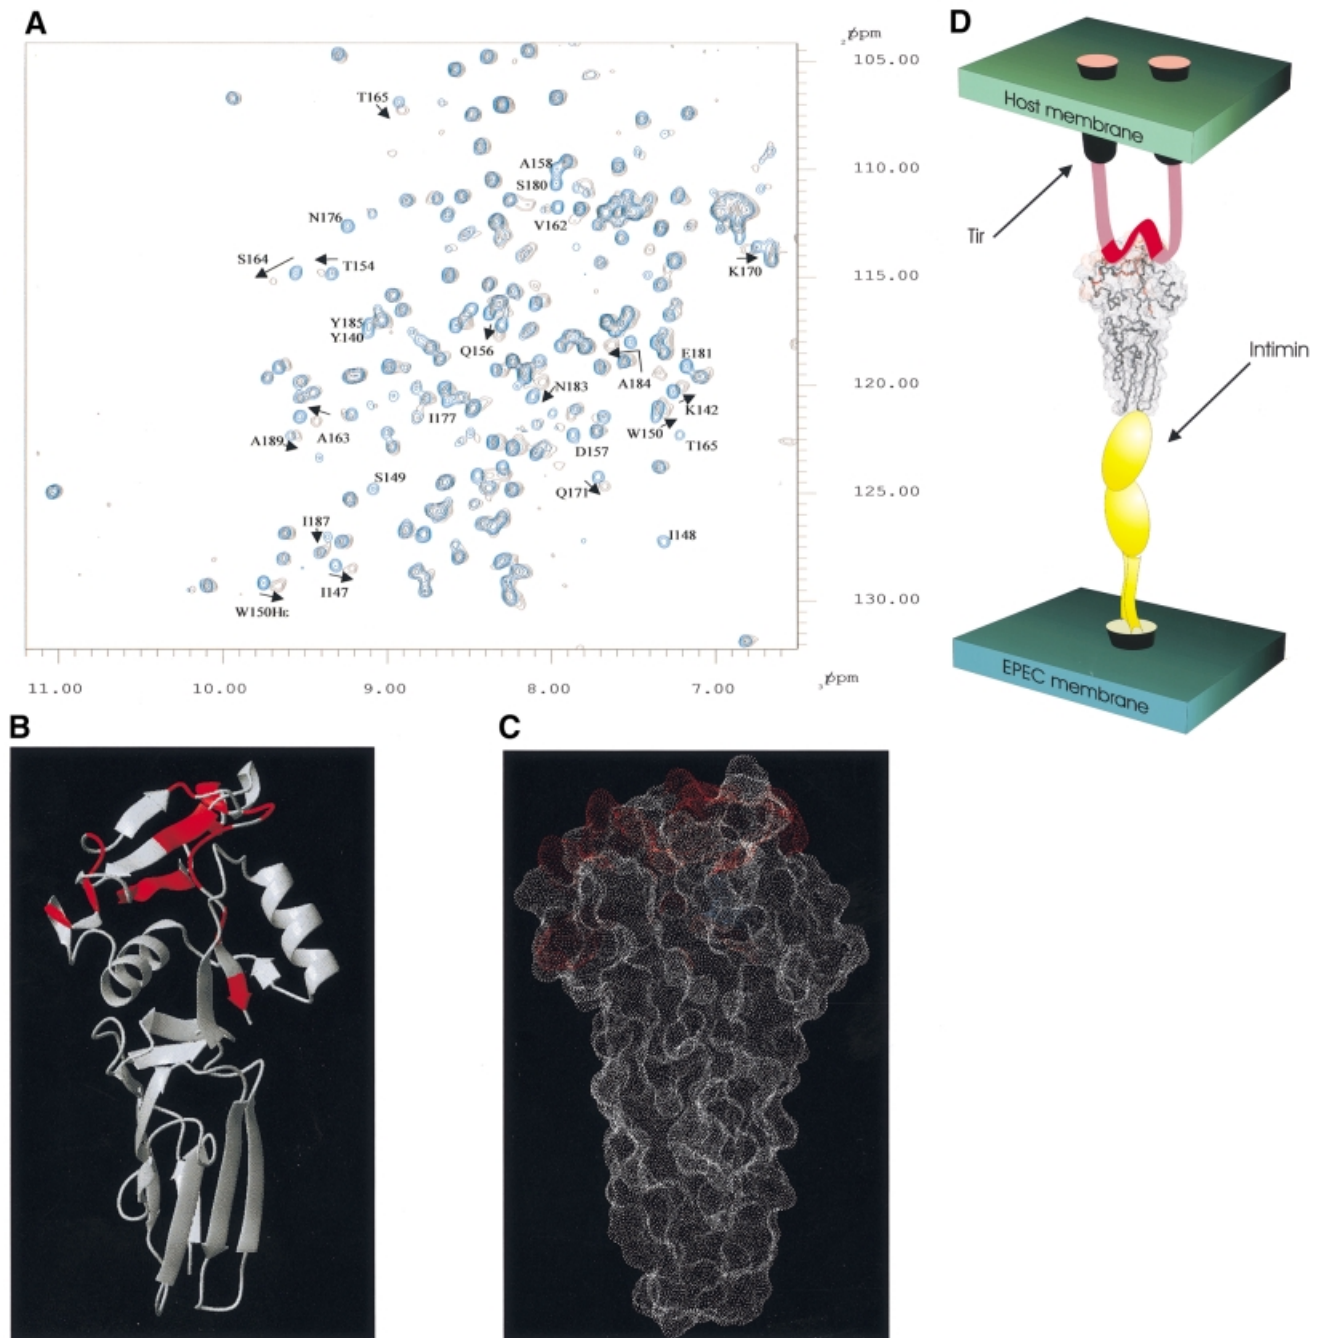 A
D
₂ppm
105.00
T165
Host membrane
A158
110.00
S180
N176
V162
Tir
S164
T154
K170
115.00
Y185
Y140
Q156
E181
Intimin
N183
A184
120.00
K142
I177
W150
T165
A189
A163
D157
S149
Q171
125.00
I187
I148
I147
W150Hε
130.00
EPEC membrane
11.00 10.00 9.00 8.00 7.00
₃ppm
B
C